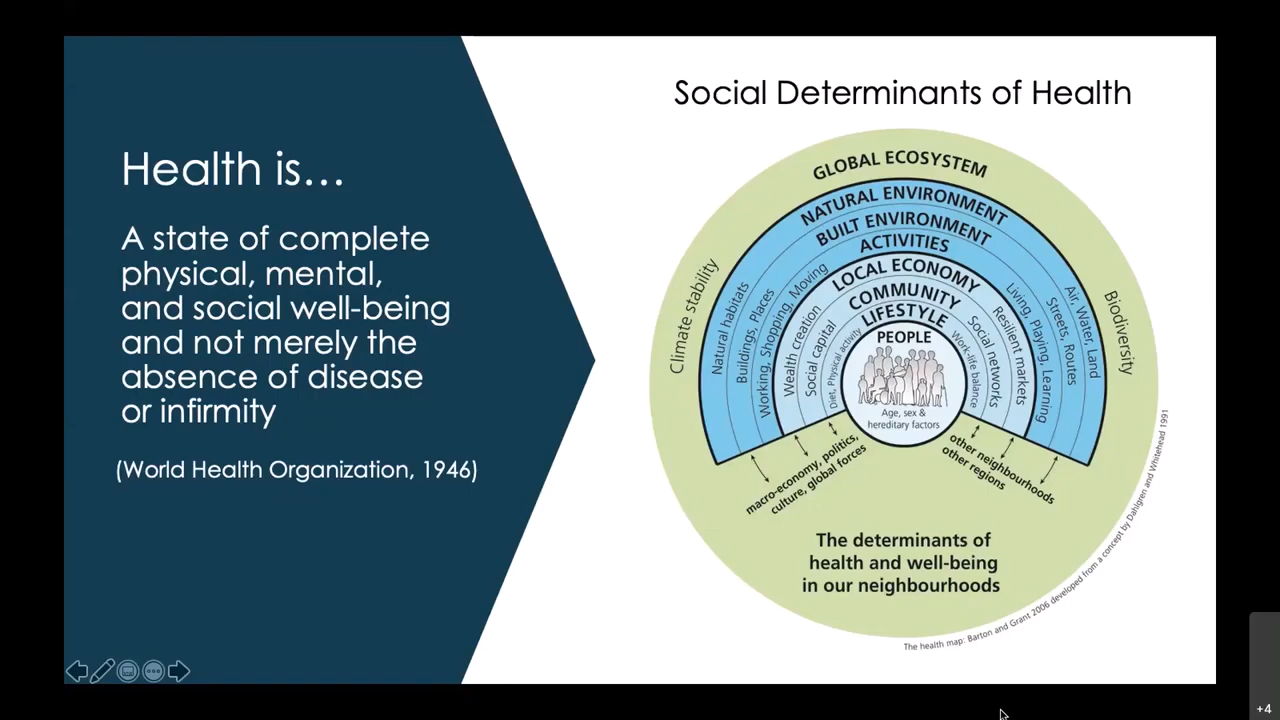 Health is…
A state of complete
physical, mental,
and social well-being
and not merely the
absence of disease
or infirmity
(World Health Organization, 1946)
Social Determinants of Health
GLOBAL ECOSYSTEM
Climate stability
Biodiversity
NATURAL ENVIRONMENT
Natural habitats
Air, Water, Land
BUILT ENVIRONMENT
Buildings, Places
Streets, Routes
ACTIVITIES
Working, Shopping, Moving
Living, Playing, Learning
LOCAL ECONOMY
Wealth creation
Resilient markets
COMMUNITY
Social capital
Social networks
LIFESTYLE
Diet, Physical activity
Work-life balance
PEOPLE
Age, sex &
hereditary factors
macro-economy, politics,
culture, global forces
other neighbourhoods
other regions
The determinants of
health and well-being
in our neighbourhoods
The health map: Barton and Grant 2006 developed from a concept by Dahlgren and Whitehead 1991
+4